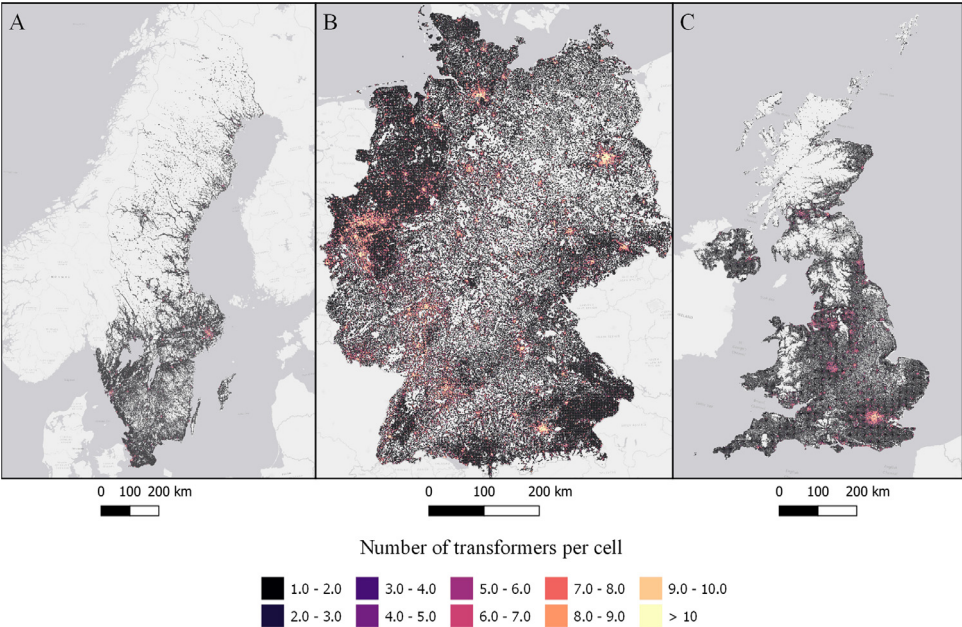 A
B
C
0 100 200 km
0 100 200 km
0 100 200 km
Number of transformers per cell
1.0 - 2.0 3.0 - 4.0 5.0 - 6.0 7.0 - 8.0 9.0 - 10.0
2.0 - 3.0 4.0 - 5.0 6.0 - 7.0 8.0 - 9.0 > 10